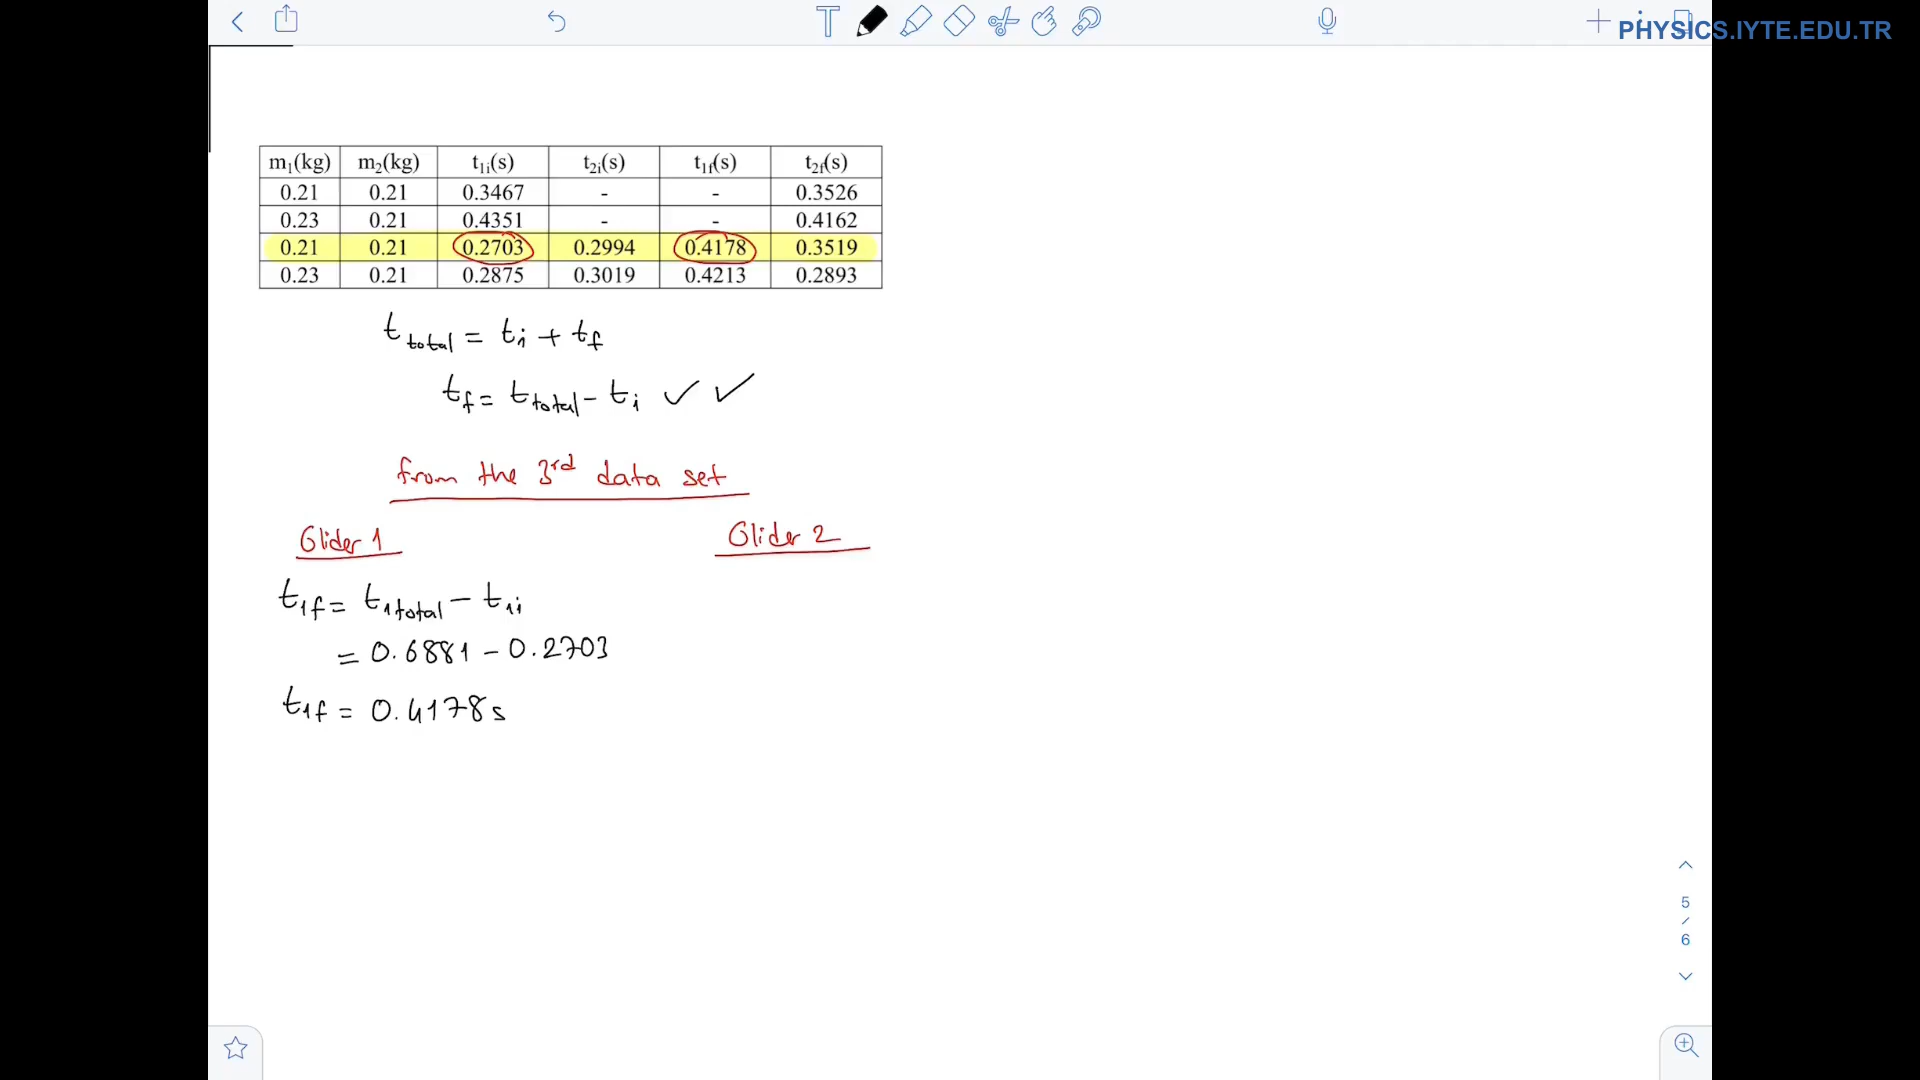 PHYSICS.IYTE.EDU.TR
m₁(kg) m₂(kg) t₁ᵢ(s) t₂ᵢ(s) t₁f(s) t₂f(s)
0.21 0.21 0.3467 - - 0.3526
0.23 0.21 0.4351 - - 0.4162
0.21 0.21 0.2703 0.2994 0.4178 0.3519
0.23 0.21 0.2875 0.3019 0.4213 0.2893
t total = ti + tf
tf = t total - ti ✓ ✓
from the 3rd data set
Glider 1 Glider 2
t1f = t1total - t1i
= 0.6881 - 0.2703
t1f = 0.4178s
5
/
6